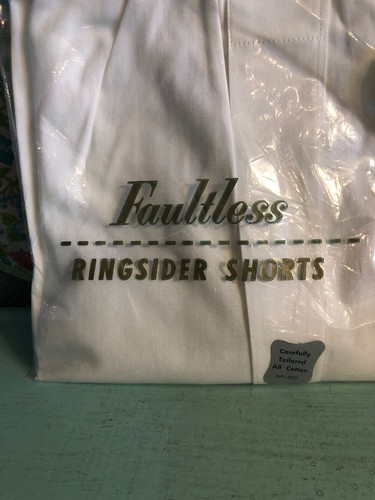 Faultless
RINGSIDER SHORTS
Carefully
Tailored
All Cotton